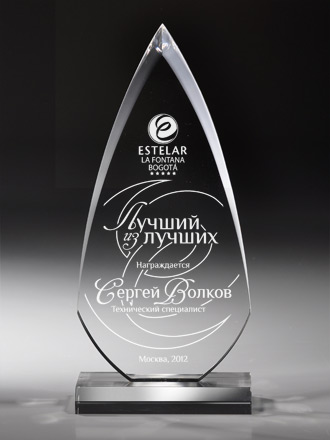 ESTELAR
LA FONTANA
BOGOTÁ
★★★★★
Лучший
из лучших
Награждается
Сергей Волков
Технический специалист
Москва, 2012